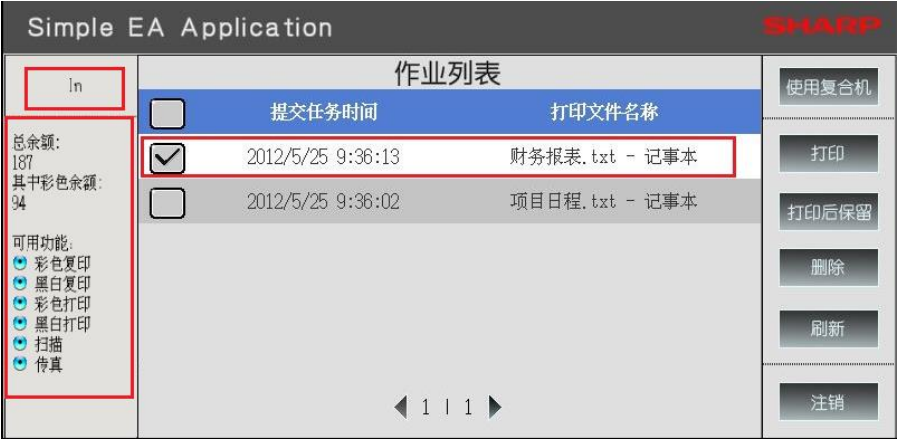 Simple EA Application
SHARP
ln
总余额:
187
其中彩色余额:
94
可用功能:
彩色复印
黑白复印
彩色打印
黑白打印
扫描
传真
作业列表
提交任务时间 打印文件名称
2012/5/25 9:36:13 财务报表.txt - 记事本
2012/5/25 9:36:02 项目日程.txt - 记事本
1 | 1
使用复合机
打印
打印后保留
删除
刷新
注销